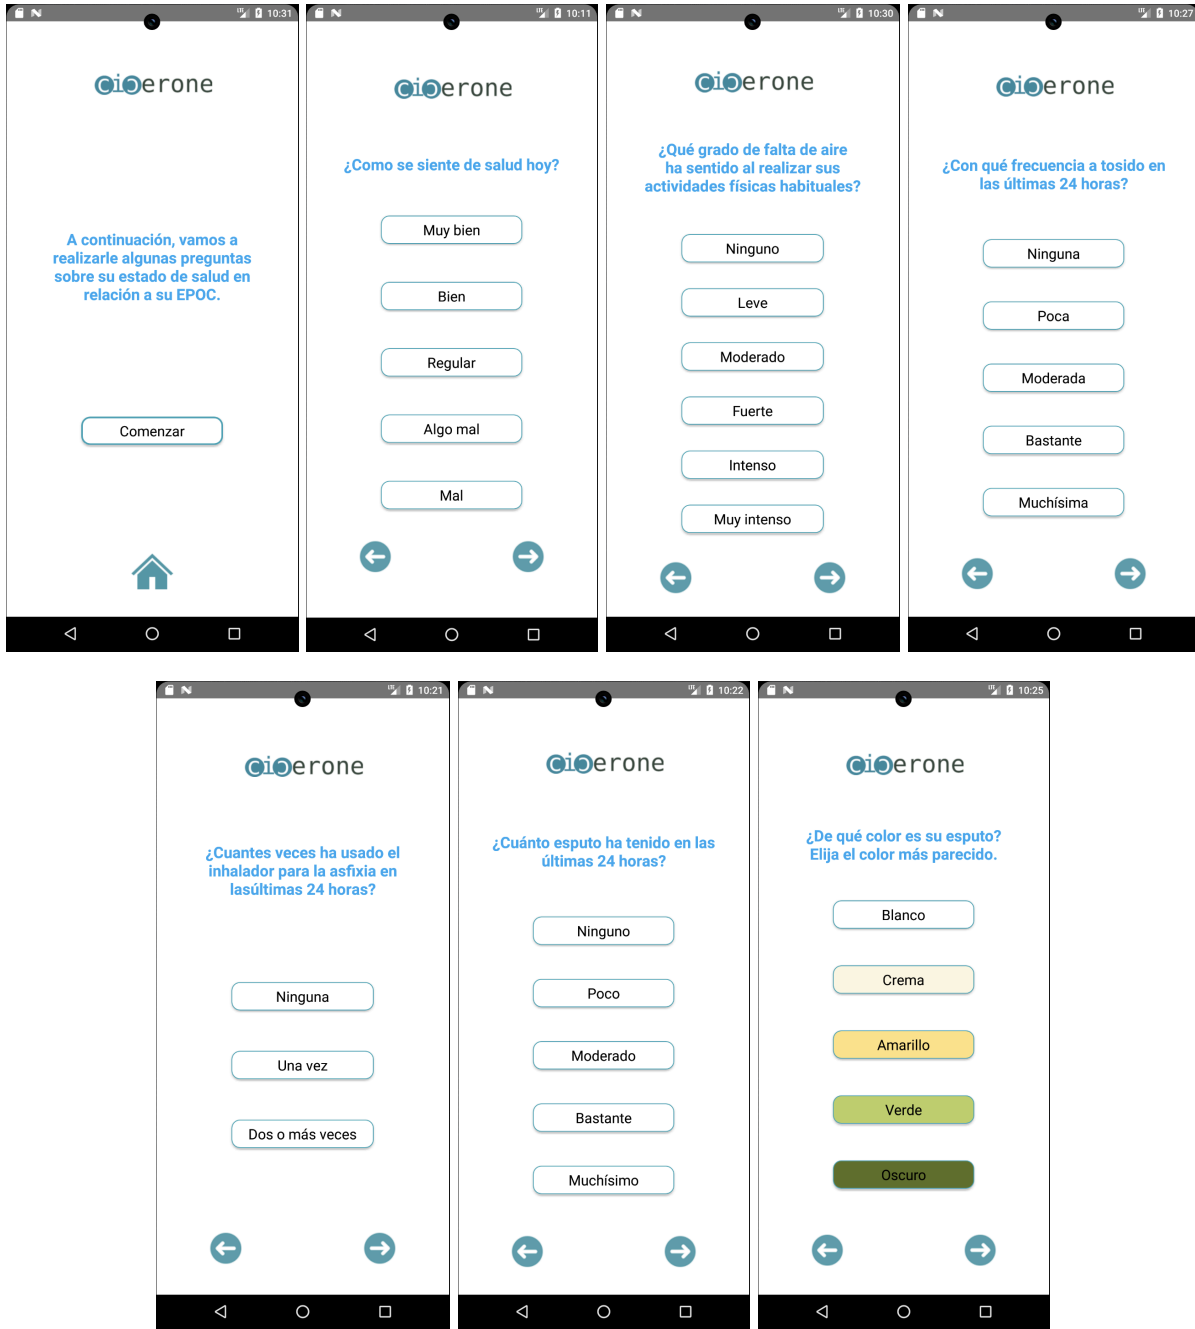 10:31
cicerone
A continuación, vamos a
realizarle algunas preguntas
sobre su estado de salud en
relación a su EPOC.
Comenzar
10:11
cicerone
¿Como se siente de salud hoy?
Muy bien
Bien
Regular
Algo mal
Mal
10:30
cicerone
¿Qué grado de falta de aire
ha sentido al realizar sus
actividades físicas habituales?
Ninguno
Leve
Moderado
Fuerte
Intenso
Muy intenso
10:27
cicerone
¿Con qué frecuencia a tosido en
las últimas 24 horas?
Ninguna
Poca
Moderada
Bastante
Muchísima
10:21
cicerone
¿Cuantes veces ha usado el
inhalador para la asfixia en
lasúltimas 24 horas?
Ninguna
Una vez
Dos o más veces
10:22
cicerone
¿Cuánto esputo ha tenido en las
últimas 24 horas?
Ninguno
Poco
Moderado
Bastante
Muchísimo
10:25
cicerone
¿De qué color es su esputo?
Elija el color más parecido.
Blanco
Crema
Amarillo
Verde
Oscuro